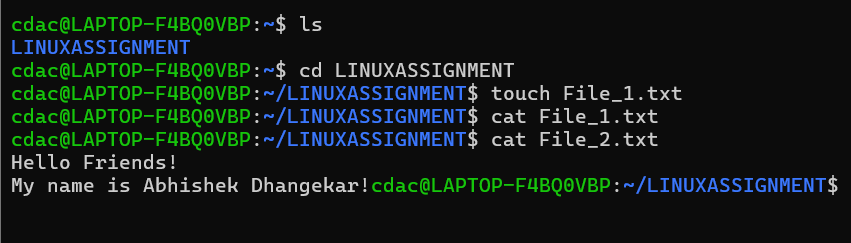 cdac@LAPTOP-F4BQ0VBP:~$ ls
LINUXASSIGNMENT
cdac@LAPTOP-F4BQ0VBP:~$ cd LINUXASSIGNMENT
cdac@LAPTOP-F4BQ0VBP:~/LINUXASSIGNMENT$ touch File_1.txt
cdac@LAPTOP-F4BQ0VBP:~/LINUXASSIGNMENT$ cat File_1.txt
cdac@LAPTOP-F4BQ0VBP:~/LINUXASSIGNMENT$ cat File_2.txt
Hello Friends!
My name is Abhishek Dhangekar!cdac@LAPTOP-F4BQ0VBP:~/LINUXASSIGNMENT$